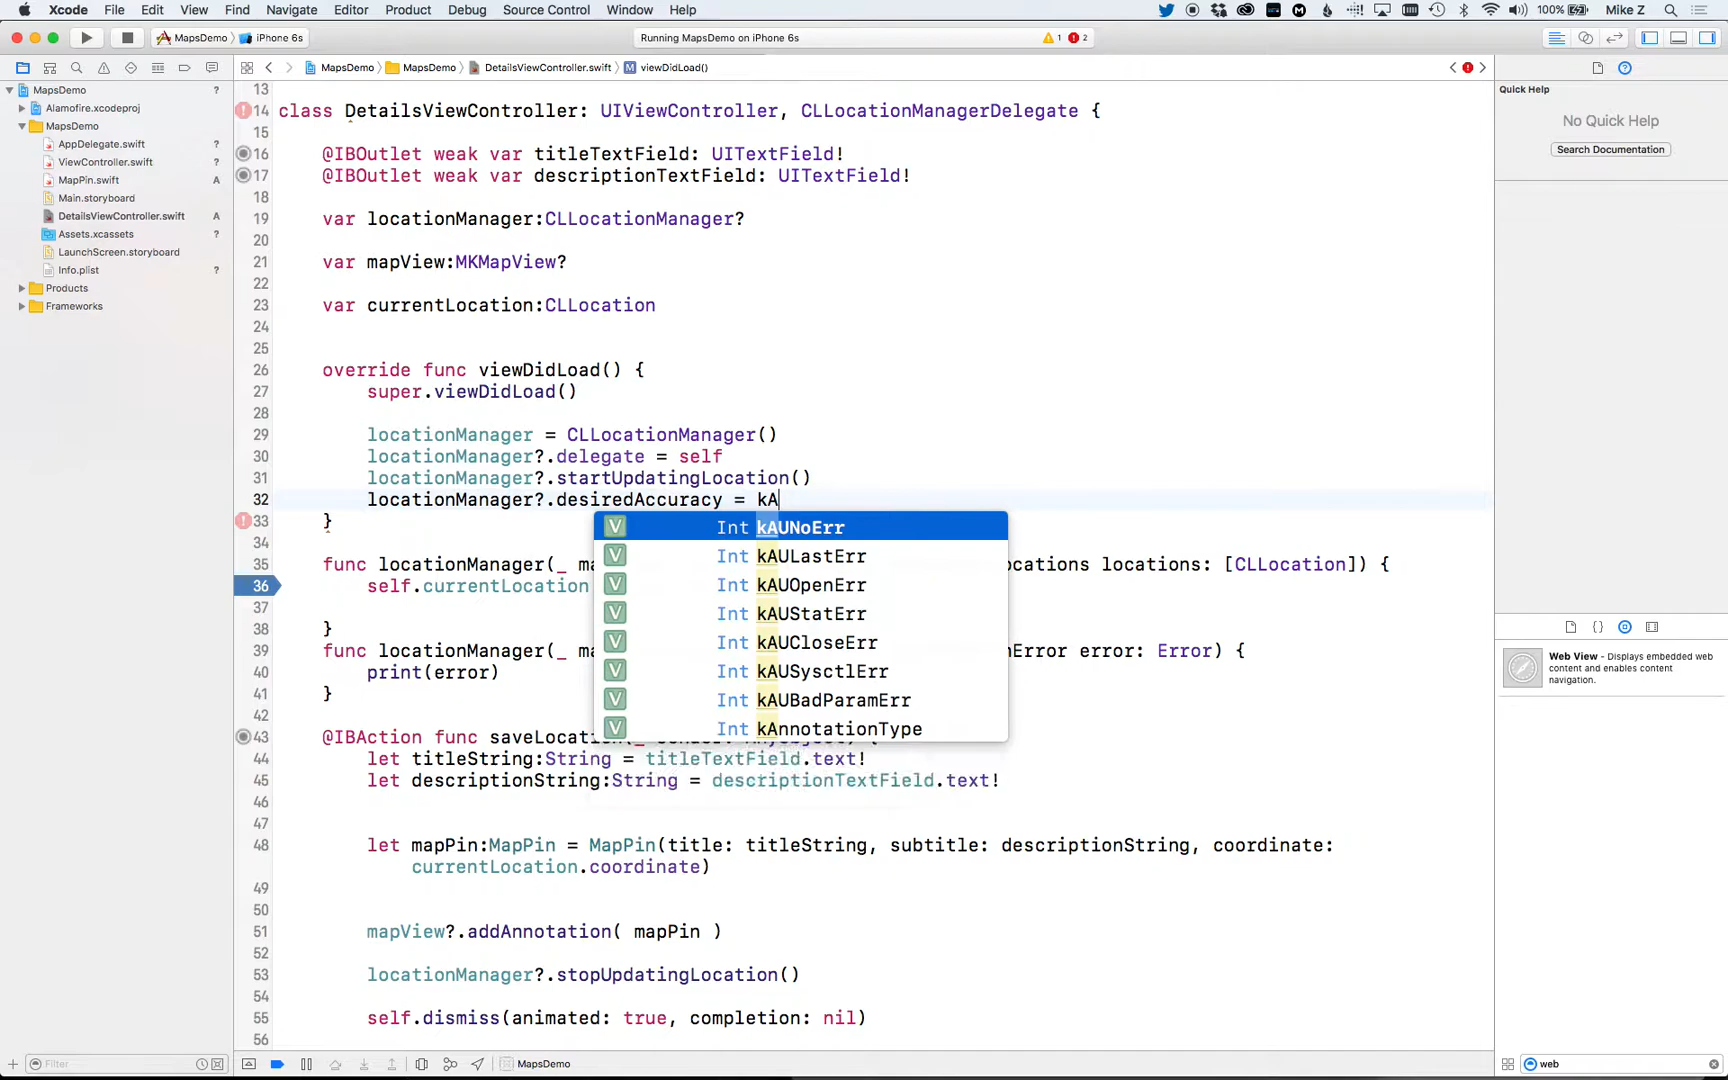 Xcode File Edit View Find Navigate Editor Product Debug Source Control Window Help 100% Mike Z
MapsDemo iPhone 6s Running MapsDemo on iPhone 6s 1 2
MapsDemo MapsDemo DetailsViewController.swift M viewDidLoad()
MapsDemo ?
Alamofire.xcodeproj
MapsDemo
AppDelegate.swift ?
ViewController.swift ?
MapPin.swift A
Main.storyboard
DetailsViewController.swift A
Assets.xcassets ?
LaunchScreen.storyboard
Info.plist ?
Products
Frameworks
Filter
13
14 class DetailsViewController: UIViewController, CLLocationManagerDelegate {
15
16 @IBOutlet weak var titleTextField: UITextField!
17 @IBOutlet weak var descriptionTextField: UITextField!
18
19 var locationManager:CLLocationManager?
20
21 var mapView:MKMapView?
22
23 var currentLocation:CLLocation
24
25
26 override func viewDidLoad() {
27 super.viewDidLoad()
28
29 locationManager = CLLocationManager()
30 locationManager?.delegate = self
31 locationManager?.startUpdatingLocation()
32 locationManager?.desiredAccuracy = kA
V Int kAUNoErr
V Int kAULastErr
V Int kAUOpenErr
V Int kAUStatErr
V Int kAUCloseErr
V Int kAUSysctlErr
V Int kAUBadParamErr
V Int kAnnotationType
33 }
34
35 func locationManager(_ locations: [CLLocation]) {
36 self.currentLocation
37
38 }
39 func locationManager(_ error: Error) {
40 print(error)
41 }
42
43 @IBAction func saveLocation(
44 let titleString:String = titleTextField.text!
45 let descriptionString:String = descriptionTextField.text!
46
47
48 let mapPin:MapPin = MapPin(title: titleString, subtitle: descriptionString, coordinate:
currentLocation.coordinate)
49
50
51 mapView?.addAnnotation( mapPin )
52
53 locationManager?.stopUpdatingLocation()
54
55 self.dismiss(animated: true, completion: nil)
56
MapsDemo
Quick Help
No Quick Help
Search Documentation
{ }
Web View - Displays embedded web
content and enables content
navigation.
web